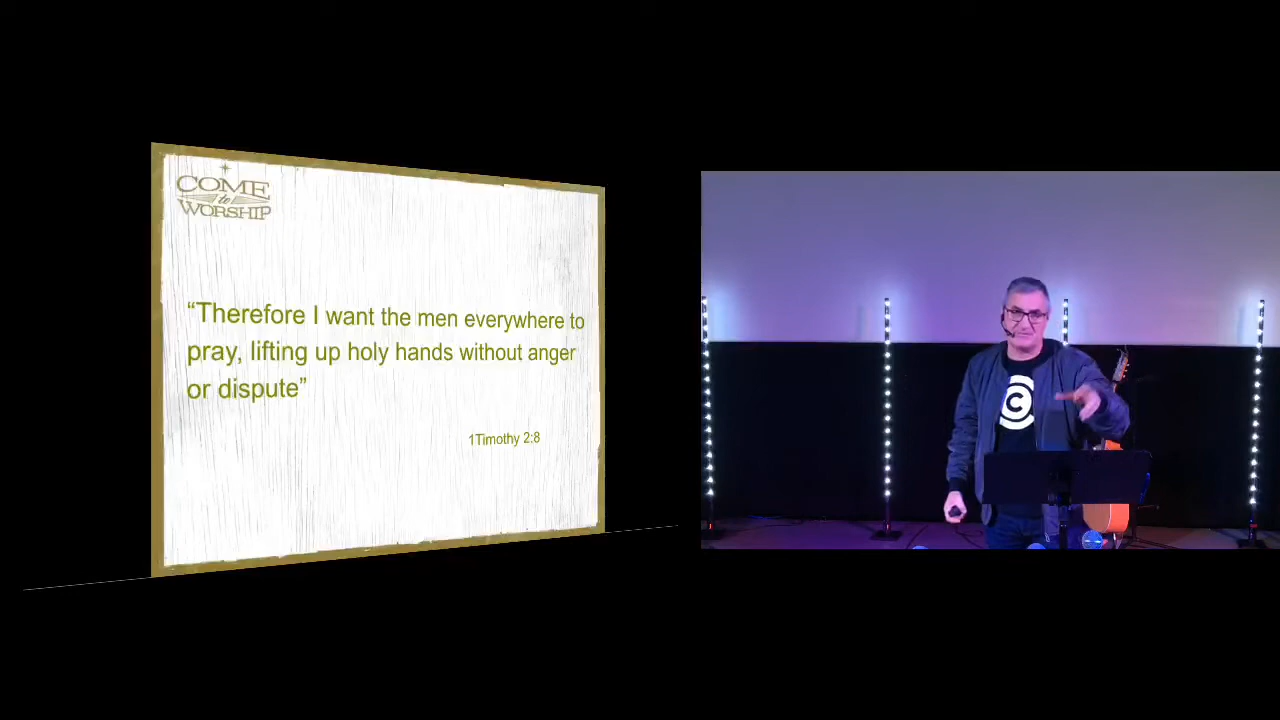 COME
to
WORSHIP
“Therefore I want the men everywhere to
pray, lifting up holy hands without anger
or dispute”
1Timothy 2:8
C